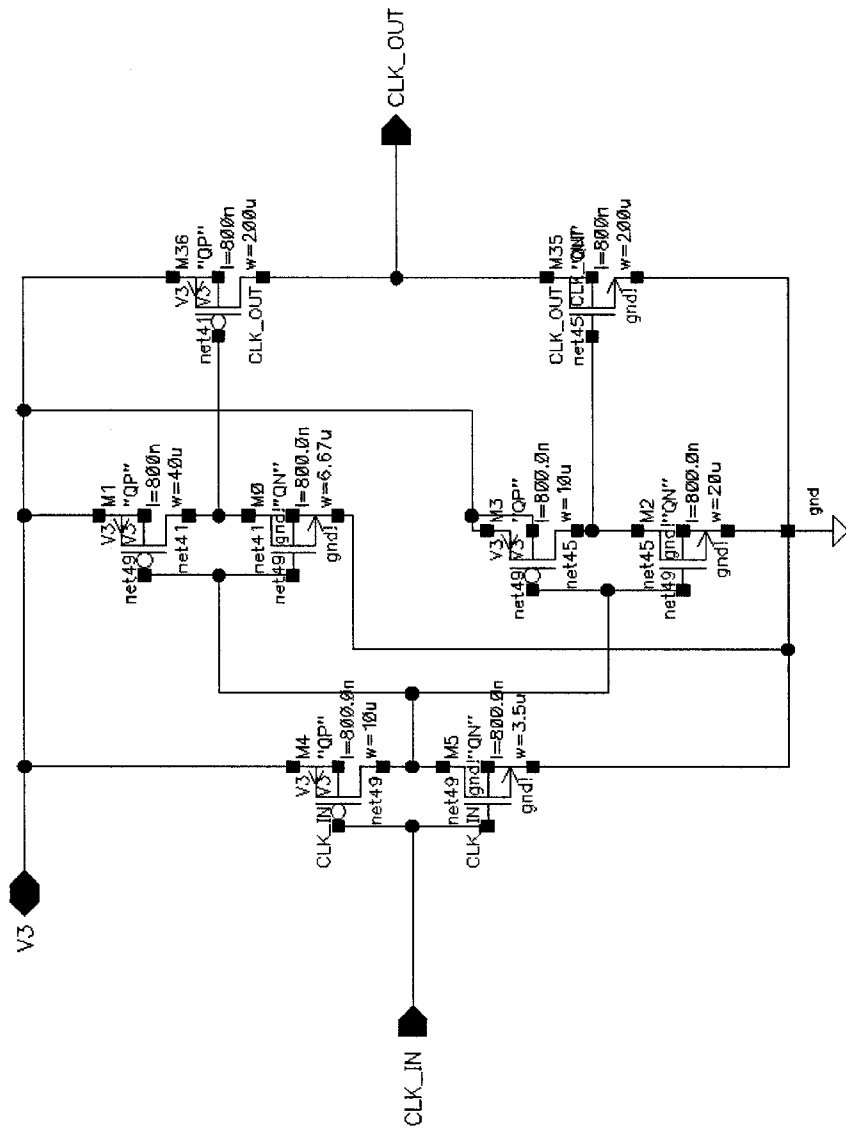 V3
CLK_IN
CLK_OUT
gnd
V3
M4
V3
"QP"
CLK_IN
l=800.0n
net49
w=10u
net49
M5
gnd!
"QN"
CLK_IN
l=800.0n
gnd!
w=3.5u
V3
M1
V3
"QP"
net49
l=800n
net41
w=40u
net41
M0
gnd!
"QN"
net49
l=800.0n
gnd!
w=6.67u
V3
M3
V3
"QP"
net49
l=800.0n
net45
w=10u
net45
M2
gnd!
"QN"
net49
l=800.0n
gnd!
w=20u
V3
M36
V3
"QP"
net41
l=800n
CLK_OUT
w=200u
CLK_OUT
M35
net45
l=800n
gnd!
w=200u